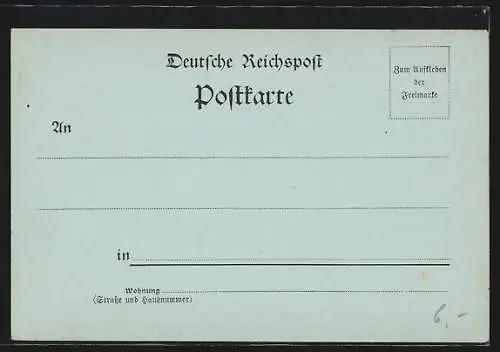 Deutsche Reichspost
Postkarte
Zum Aufkleben
der
Freimarke
An
in
Wohnung
(Straße und Hausnummer)
6,-